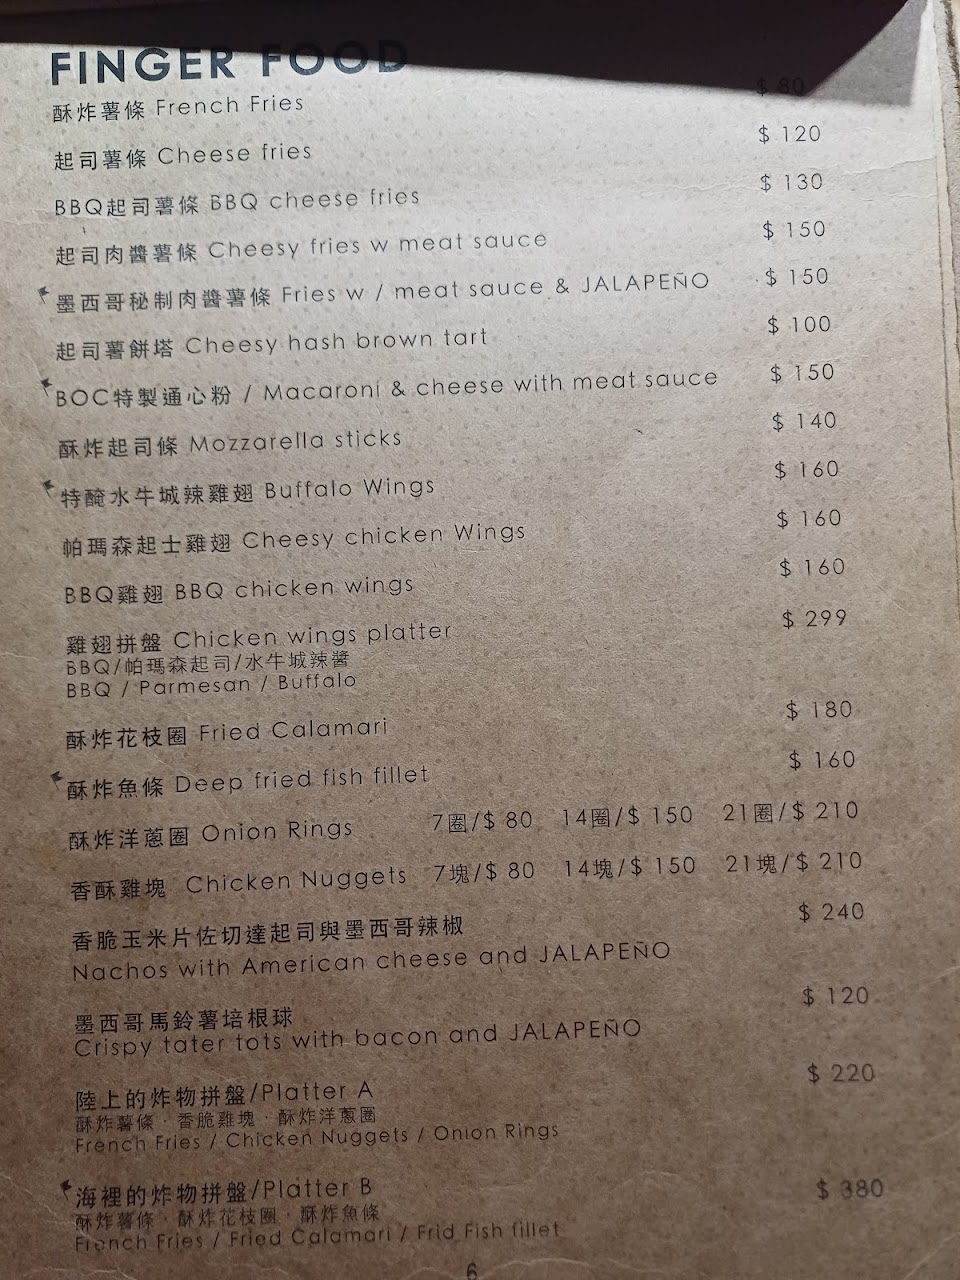 FINGER FOOD
酥炸薯條 French Fries $ 80
起司薯條 Cheese fries $ 120
BBQ起司薯條 BBQ cheese fries $ 130
起司肉醬薯條 Cheesy fries w meat sauce $ 150
墨西哥秘制肉醬薯條 Fries w / meat sauce & JALAPEÑO $ 150
起司薯餅塔 Cheesy hash brown tart $ 100
BOC特製通心粉 / Macaroni & cheese with meat sauce $ 150
酥炸起司條 Mozzarella sticks $ 140
特醃水牛城辣雞翅 Buffalo Wings $ 160
帕瑪森起士雞翅 Cheesy chicken Wings $ 160
BBQ雞翅 BBQ chicken wings $ 160
雞翅拼盤 Chicken wings platter $ 299
BBQ/帕瑪森起司/水牛城辣醬
BBQ / Parmesan / Buffalo
酥炸花枝圈 Fried Calamari $ 180
酥炸魚條 Deep fried fish fillet $ 160
酥炸洋蔥圈 Onion Rings 7圈/$ 80 14圈/$ 150 21圈/$ 210
香酥雞塊 Chicken Nuggets 7塊/$ 80 14塊/$ 150 21塊/$ 210
香脆玉米片佐切達起司與墨西哥辣椒 $ 240
Nachos with American cheese and JALAPEÑO
墨西哥馬鈴薯培根球 $ 120
Crispy tater tots with bacon and JALAPEÑO
陸上的炸物拼盤/Platter A $ 220
酥炸薯條 · 香脆雞塊 · 酥炸洋蔥圈
French Fries / Chicken Nuggets / Onion Rings
海裡的炸物拼盤/Platter B $ 380
酥炸薯條 · 酥炸花枝圈 · 酥炸魚條
French Fries / Fried Calamari / Frid Fish fillet
6